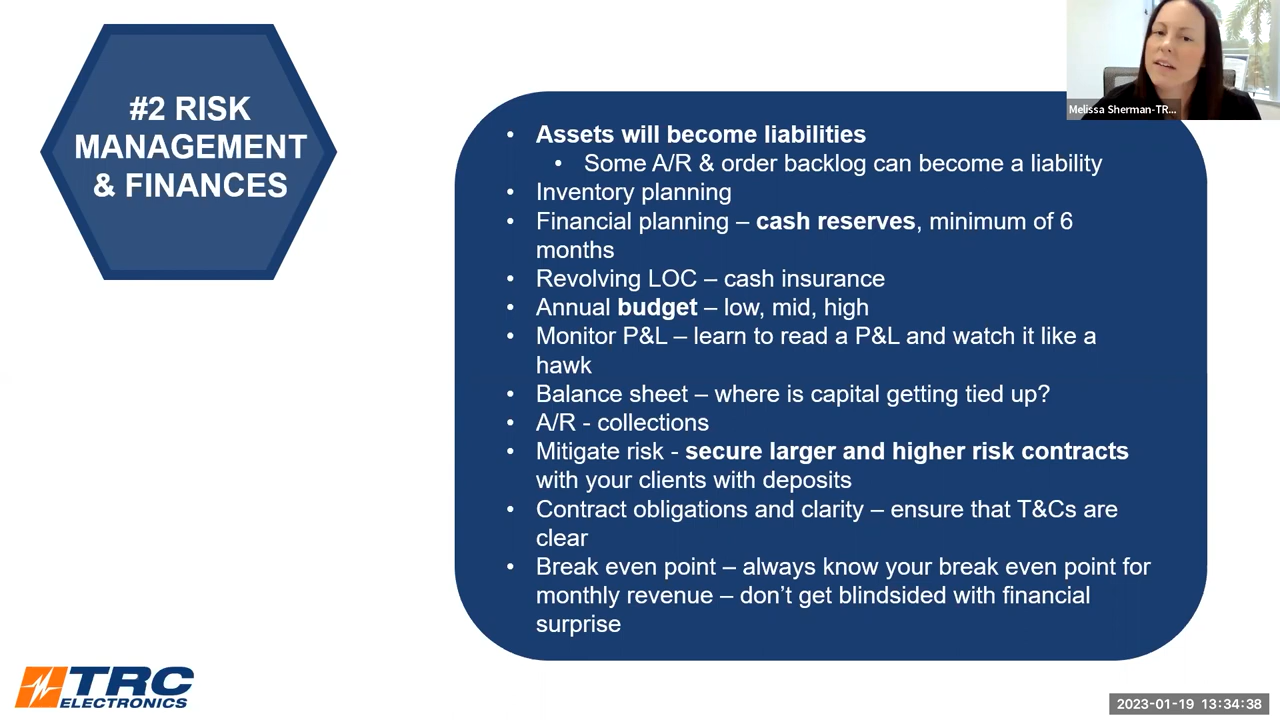 #2 RISK
MANAGEMENT
& FINANCES
Melissa Sherman-TR...
• Assets will become liabilities
• Some A/R & order backlog can become a liability
• Inventory planning
• Financial planning – cash reserves, minimum of 6
months
• Revolving LOC – cash insurance
• Annual budget – low, mid, high
• Monitor P&L – learn to read a P&L and watch it like a
hawk
• Balance sheet – where is capital getting tied up?
• A/R - collections
• Mitigate risk - secure larger and higher risk contracts
with your clients with deposits
• Contract obligations and clarity – ensure that T&Cs are
clear
• Break even point – always know your break even point for
monthly revenue – don’t get blindsided with financial
surprise
TRC
ELECTRONICS
2023-01-19 13:34:38